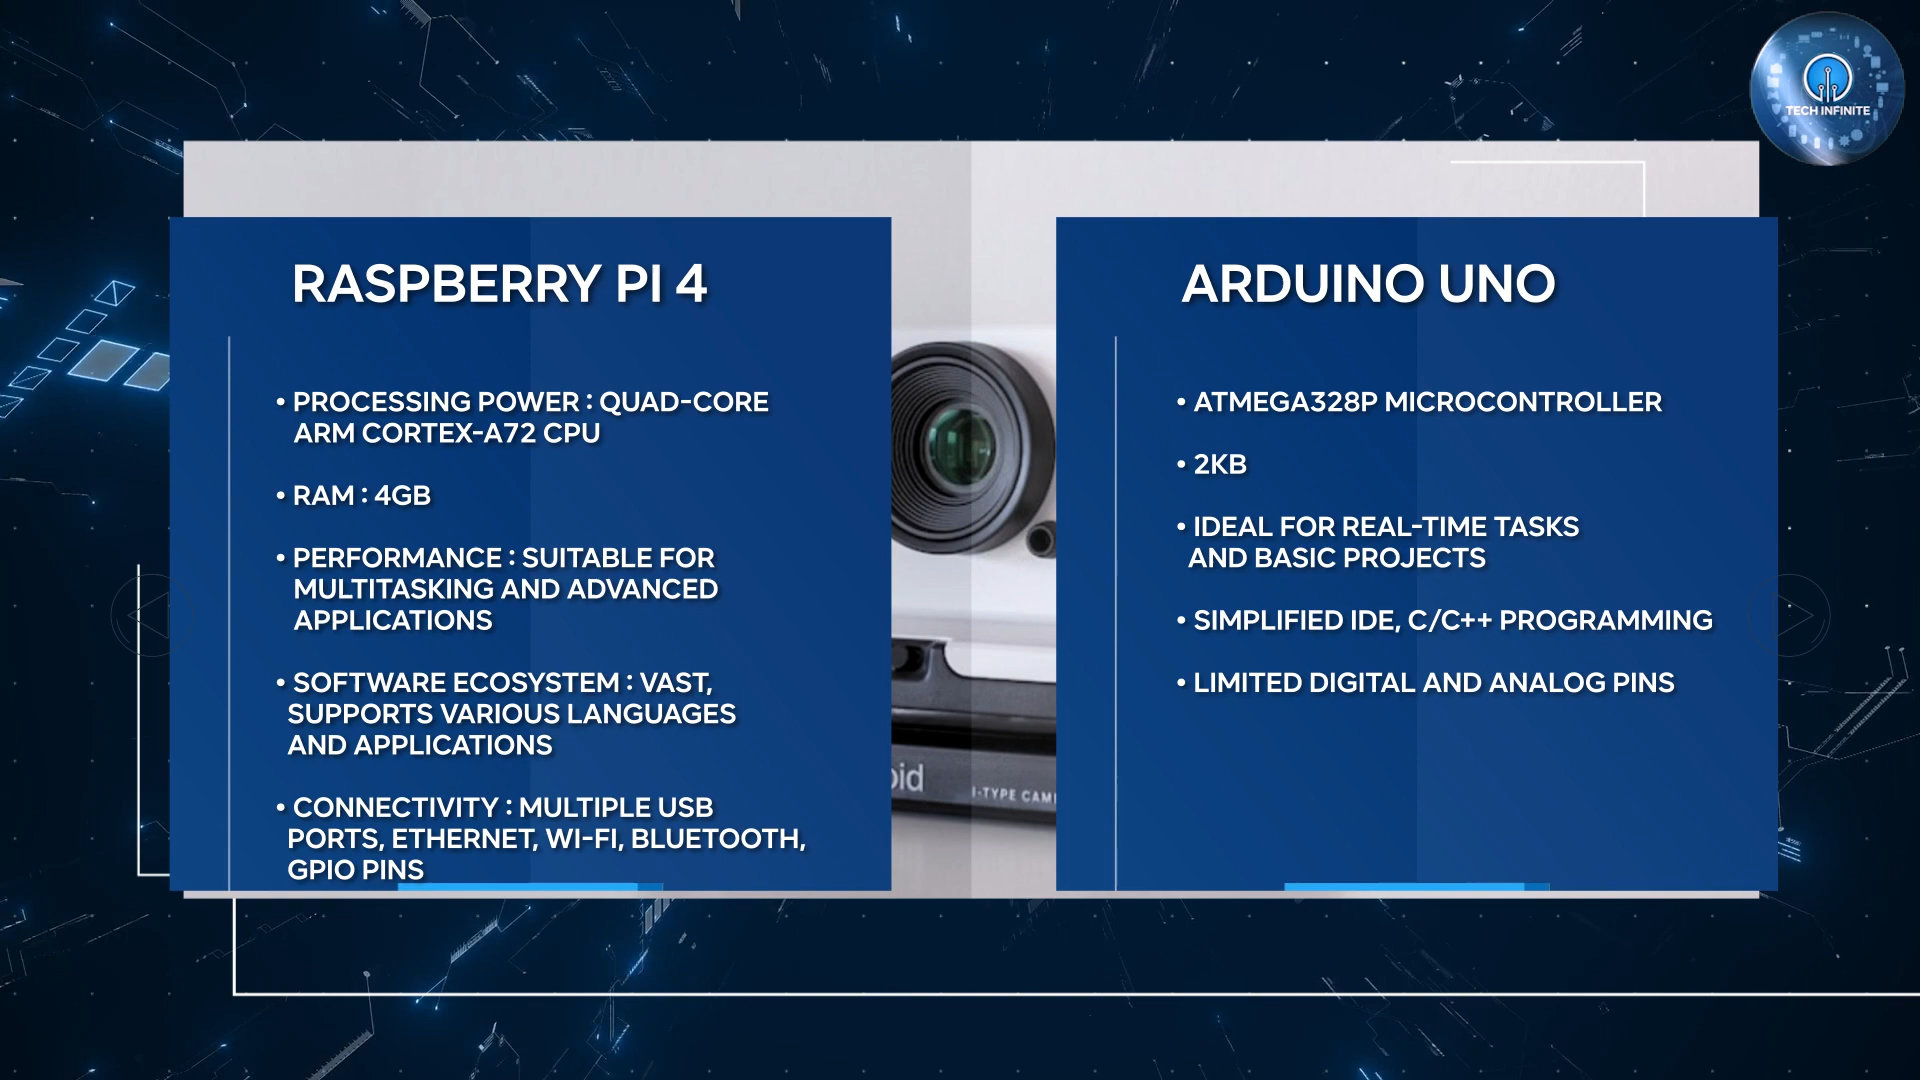 TECH INFINITE
RASPBERRY PI 4
• PROCESSING POWER : QUAD-CORE
ARM CORTEX-A72 CPU
• RAM : 4GB
• PERFORMANCE : SUITABLE FOR
MULTITASKING AND ADVANCED
APPLICATIONS
• SOFTWARE ECOSYSTEM : VAST,
SUPPORTS VARIOUS LANGUAGES
AND APPLICATIONS
• CONNECTIVITY : MULTIPLE USB
PORTS, ETHERNET, WI-FI, BLUETOOTH,
GPIO PINS
ARDUINO UNO
• ATMEGA328P MICROCONTROLLER
• 2KB
• IDEAL FOR REAL-TIME TASKS
AND BASIC PROJECTS
• SIMPLIFIED IDE, C/C++ PROGRAMMING
• LIMITED DIGITAL AND ANALOG PINS
I-TYPE